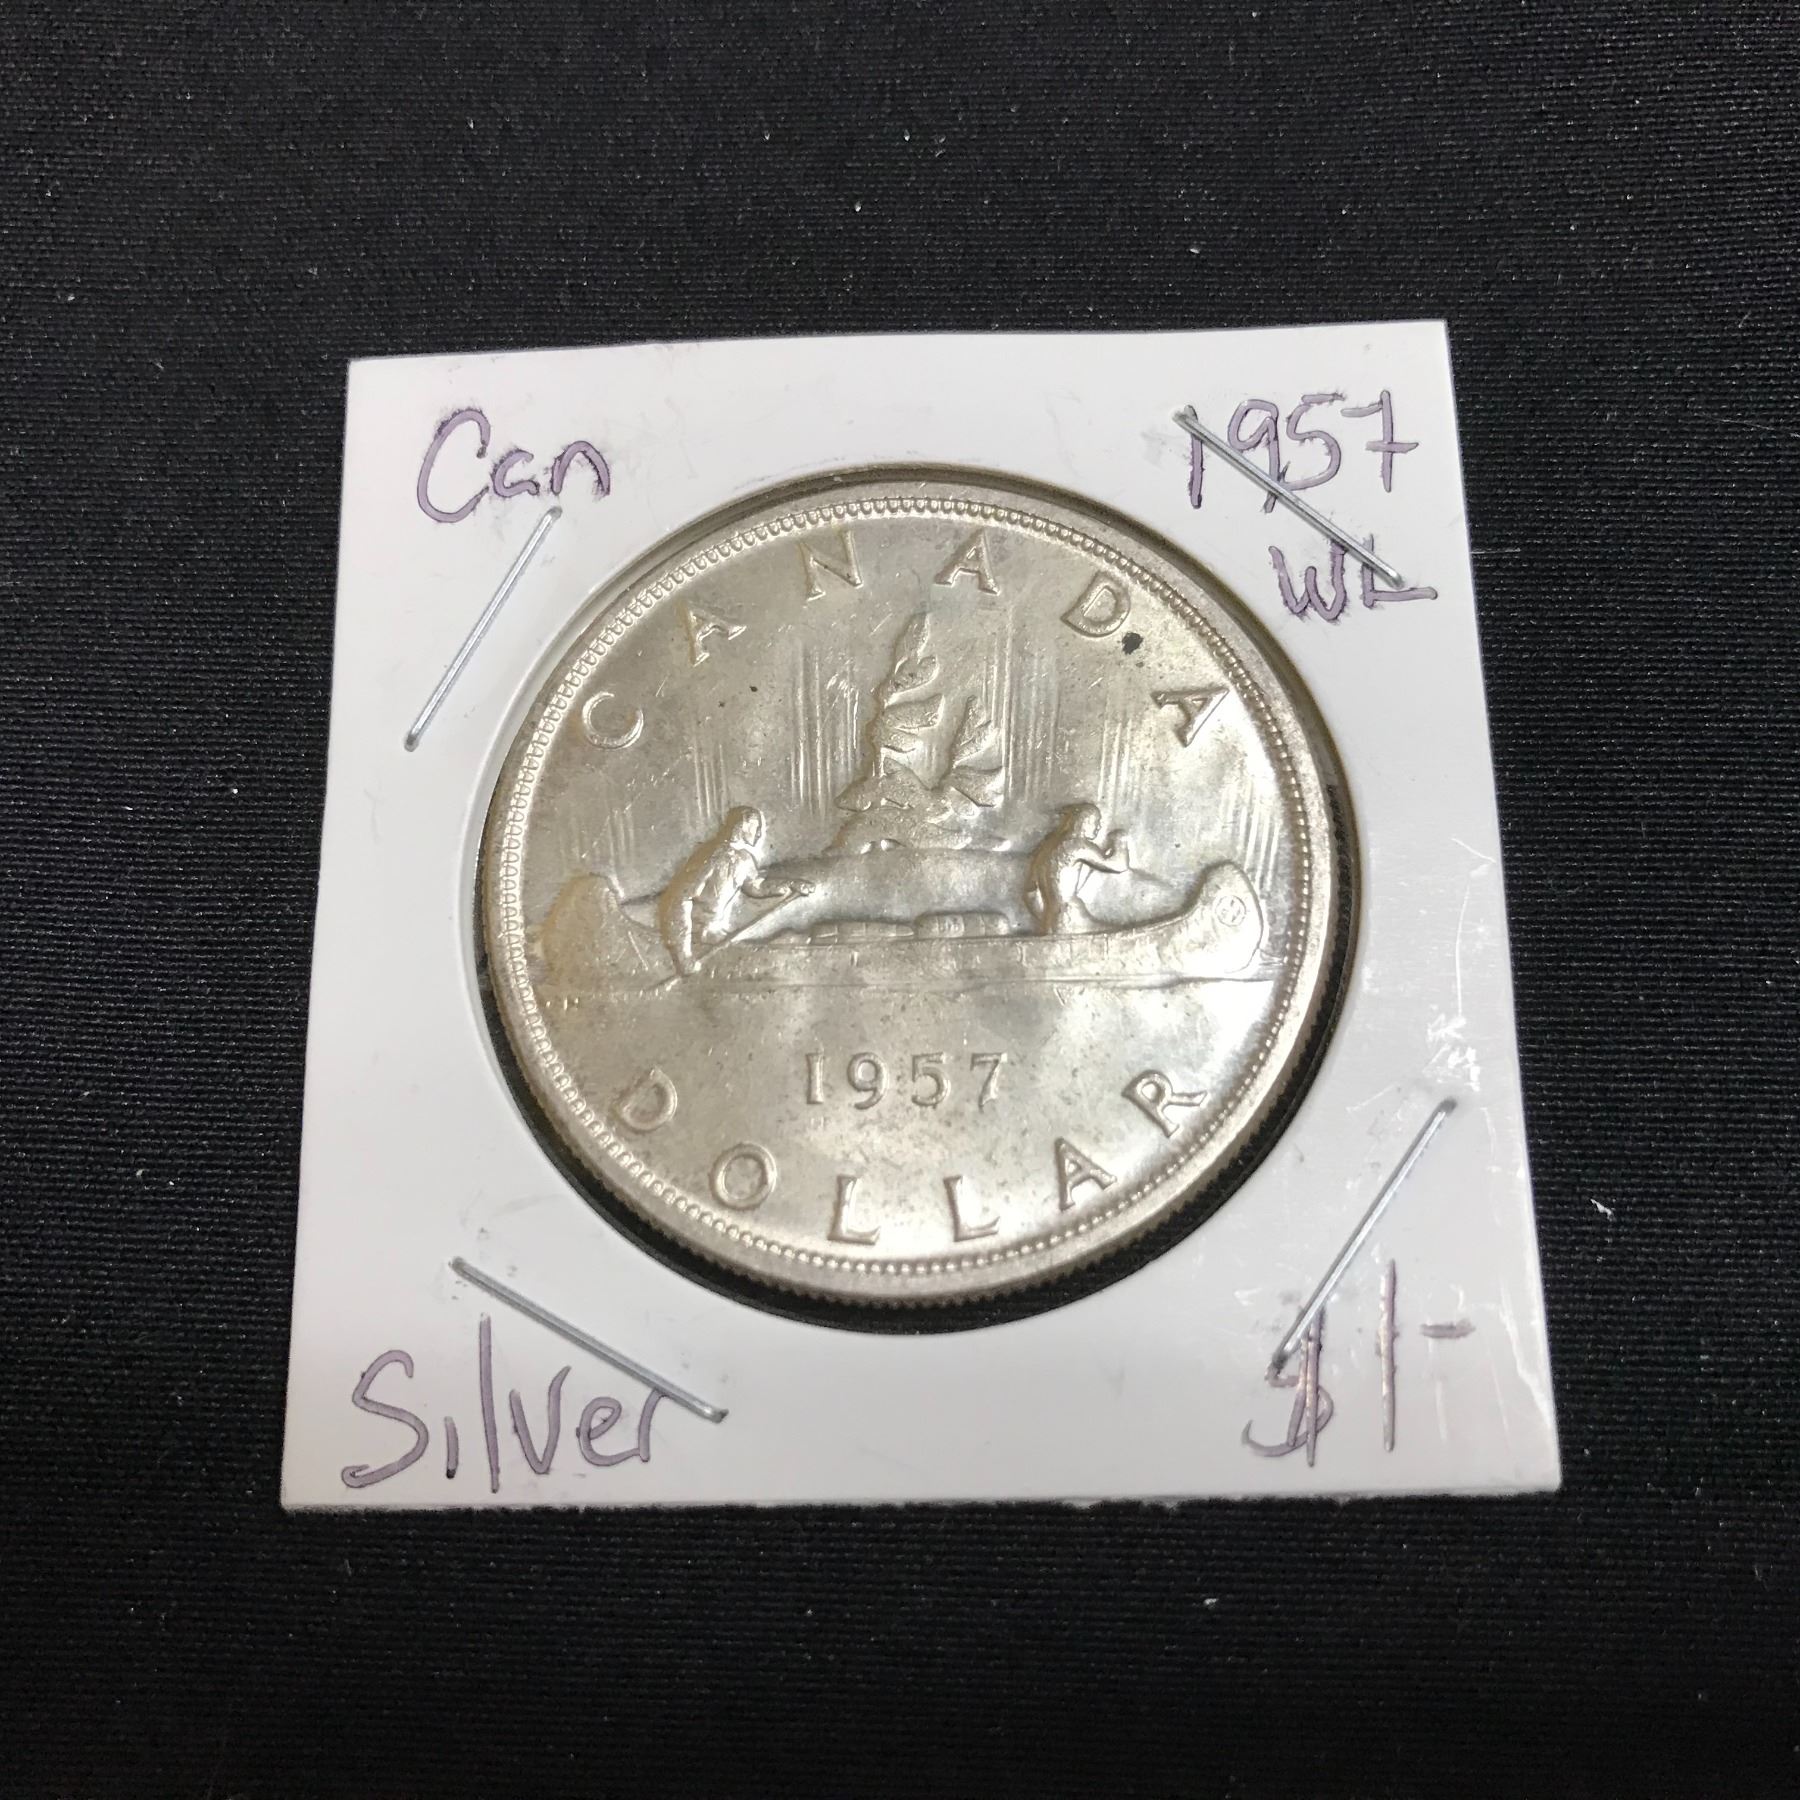 Can
1957
WL
CANADA
1957
DOLLAR
Silver
$1-